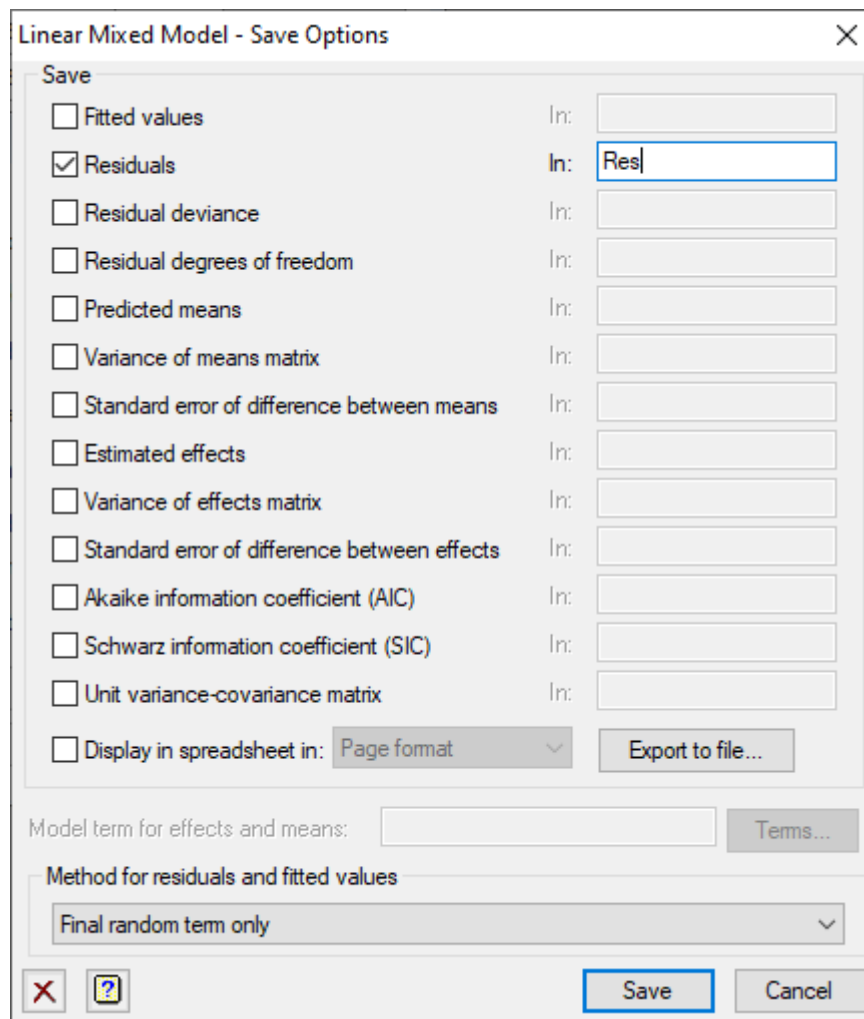 Linear Mixed Model - Save Options
Save
Fitted values In:
Residuals In: Res
Residual deviance In:
Residual degrees of freedom In:
Predicted means In:
Variance of means matrix In:
Standard error of difference between means In:
Estimated effects In:
Variance of effects matrix In:
Standard error of difference between effects In:
Akaike information coefficient (AIC) In:
Schwarz information coefficient (SIC) In:
Unit variance-covariance matrix In:
Display in spreadsheet in: Page format Export to file...
Model term for effects and means: Terms...
Method for residuals and fitted values
Final random term only
? Save Cancel